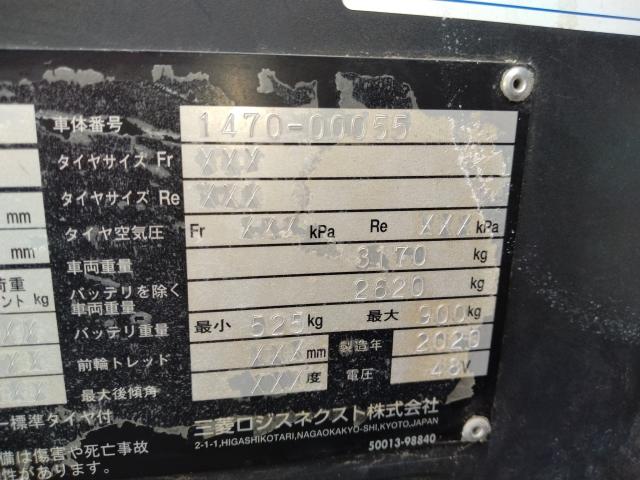 車体番号 1470-00055
タイヤサイズ Fr XXX
タイヤサイズ Re XXX
mm タイヤ空気圧 Fr XXX kPa Re XXX kPa
mm 車両重量 3170 kg
バッテリを除く
車両重量 2620 kg
kg バッテリ重量 最小 525 kg 最大 900 kg
前輪トレッド XXX mm 製造年 2020
最大後傾角 XXX 度 電圧 48V
標準タイヤ付
三菱ロジスネクスト株式会社
2-1-1,HIGASHIKOTARI,NAGAOKAKYO-SHI,KYOTO,JAPAN
備は傷害や死亡事故
性があります。
50013-98840